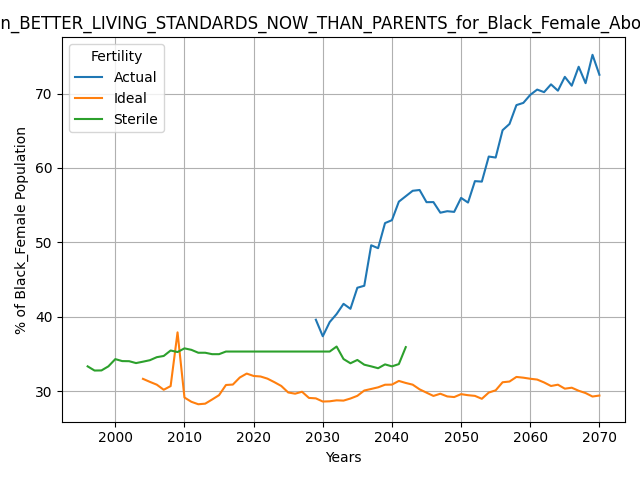 n_BETTER_LIVING_STANDARDS_NOW_THAN_PARENTS_for_Black_Female_Abo
Fertility
Actual
Ideal
Sterile
% of Black_Female Population
70
60
50
40
30
2000 2010 2020 2030 2040 2050 2060 2070
Years